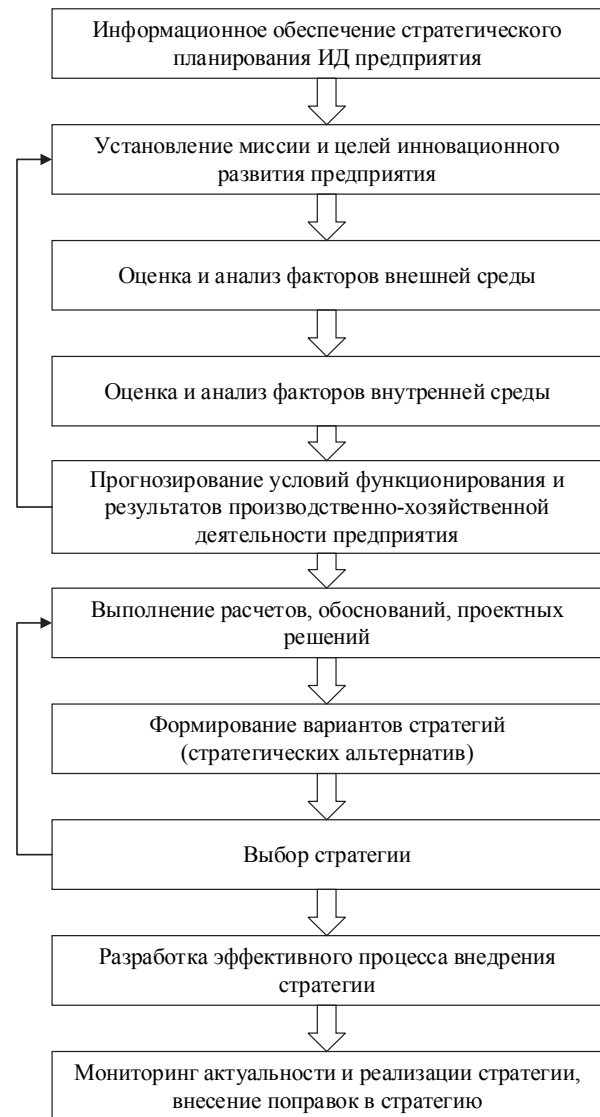 Информационное обеспечение стратегического
планирования ИД предприятия
Установление миссии и целей инновационного
развития предприятия
Оценка и анализ факторов внешней среды
Оценка и анализ факторов внутренней среды
Прогнозирование условий функционирования и
результатов производственно-хозяйственной
деятельности предприятия
Выполнение расчетов, обоснований, проектных
решений
Формирование вариантов стратегий
(стратегических альтернатив)
Выбор стратегии
Разработка эффективного процесса внедрения
стратегии
Мониторинг актуальности и реализации стратегии,
внесение поправок в стратегию